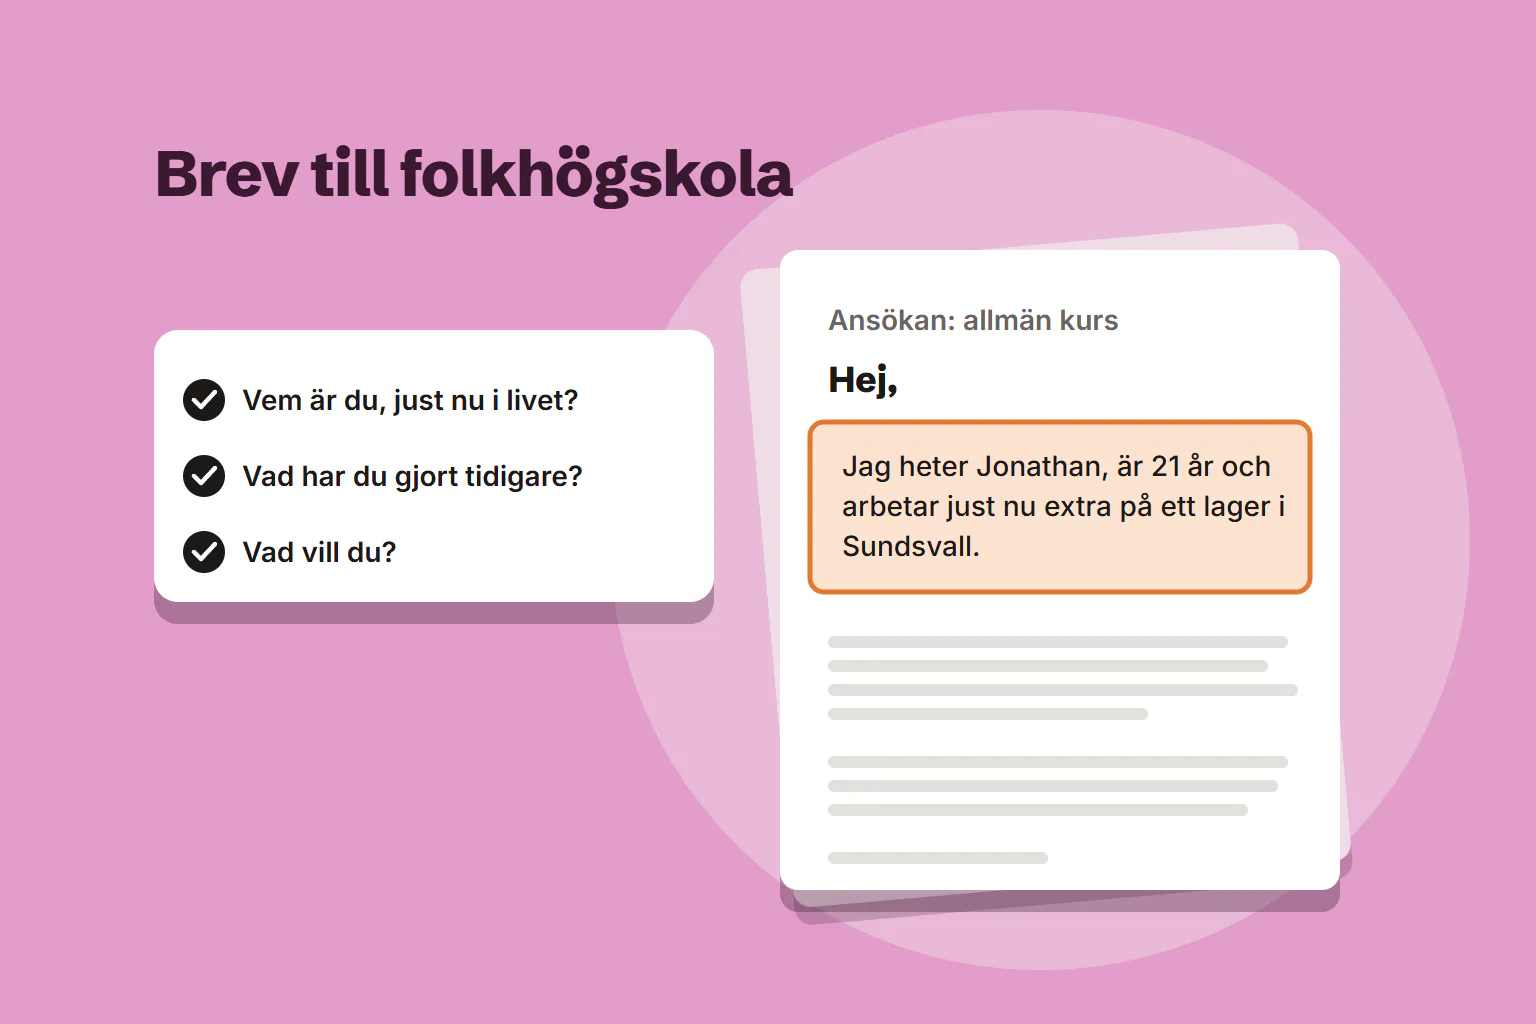 Brev till folkhögskola
Vem är du, just nu i livet?
Vad har du gjort tidigare?
Vad vill du?
Ansökan: allmän kurs
Hej,
Jag heter Jonathan, är 21 år och
arbetar just nu extra på ett lager i
Sundsvall.